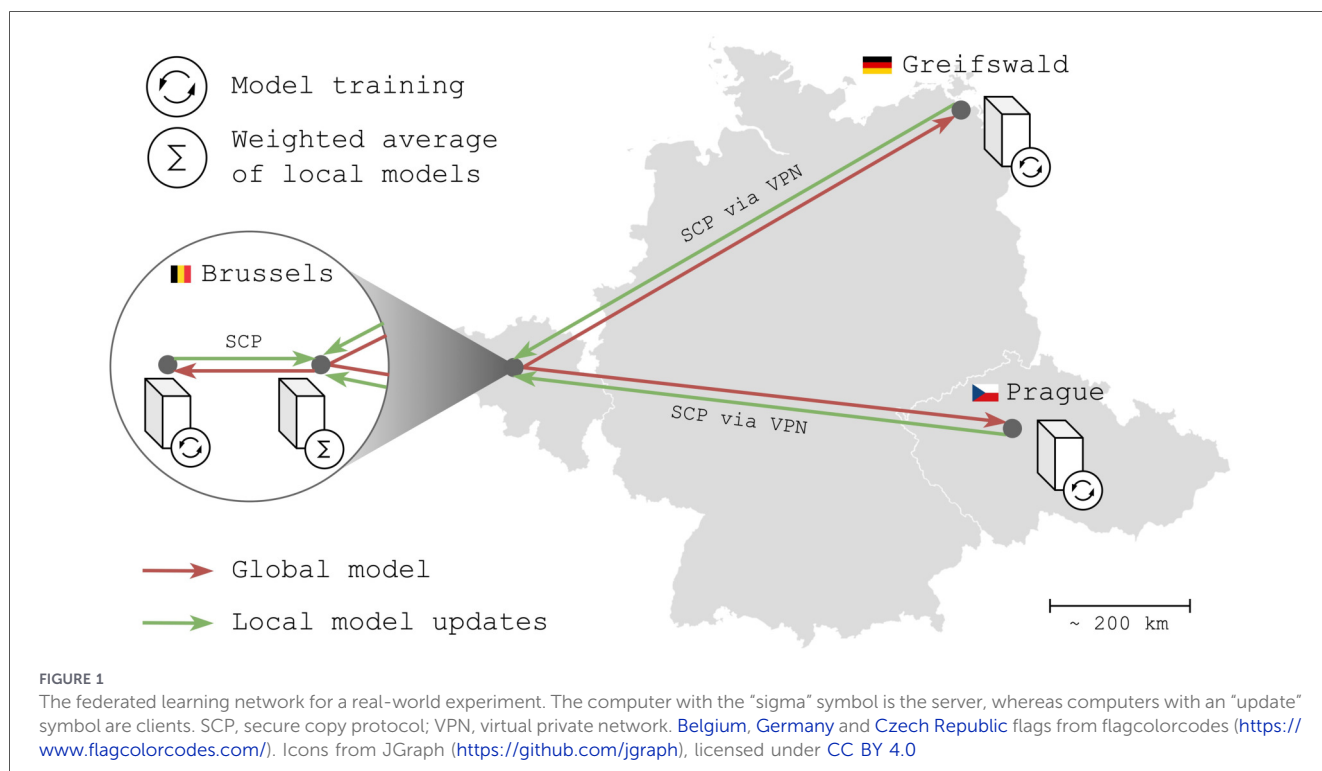 Model training
Weighted average
of local models
Greifswald
SCP via VPN
Brussels
SCP
Σ
Σ
Prague
SCP via VPN
Global model
Local model updates
~ 200 km
FIGURE 1
The federated learning network for a real-world experiment. The computer with the “sigma” symbol is the server, whereas computers with an “update”
symbol are clients. SCP, secure copy protocol; VPN, virtual private network. Belgium, Germany and Czech Republic flags from flagcolorcodes (https://
www.flagcolorcodes.com/). Icons from JGraph (https://github.com/jgraph), licensed under CC BY 4.0